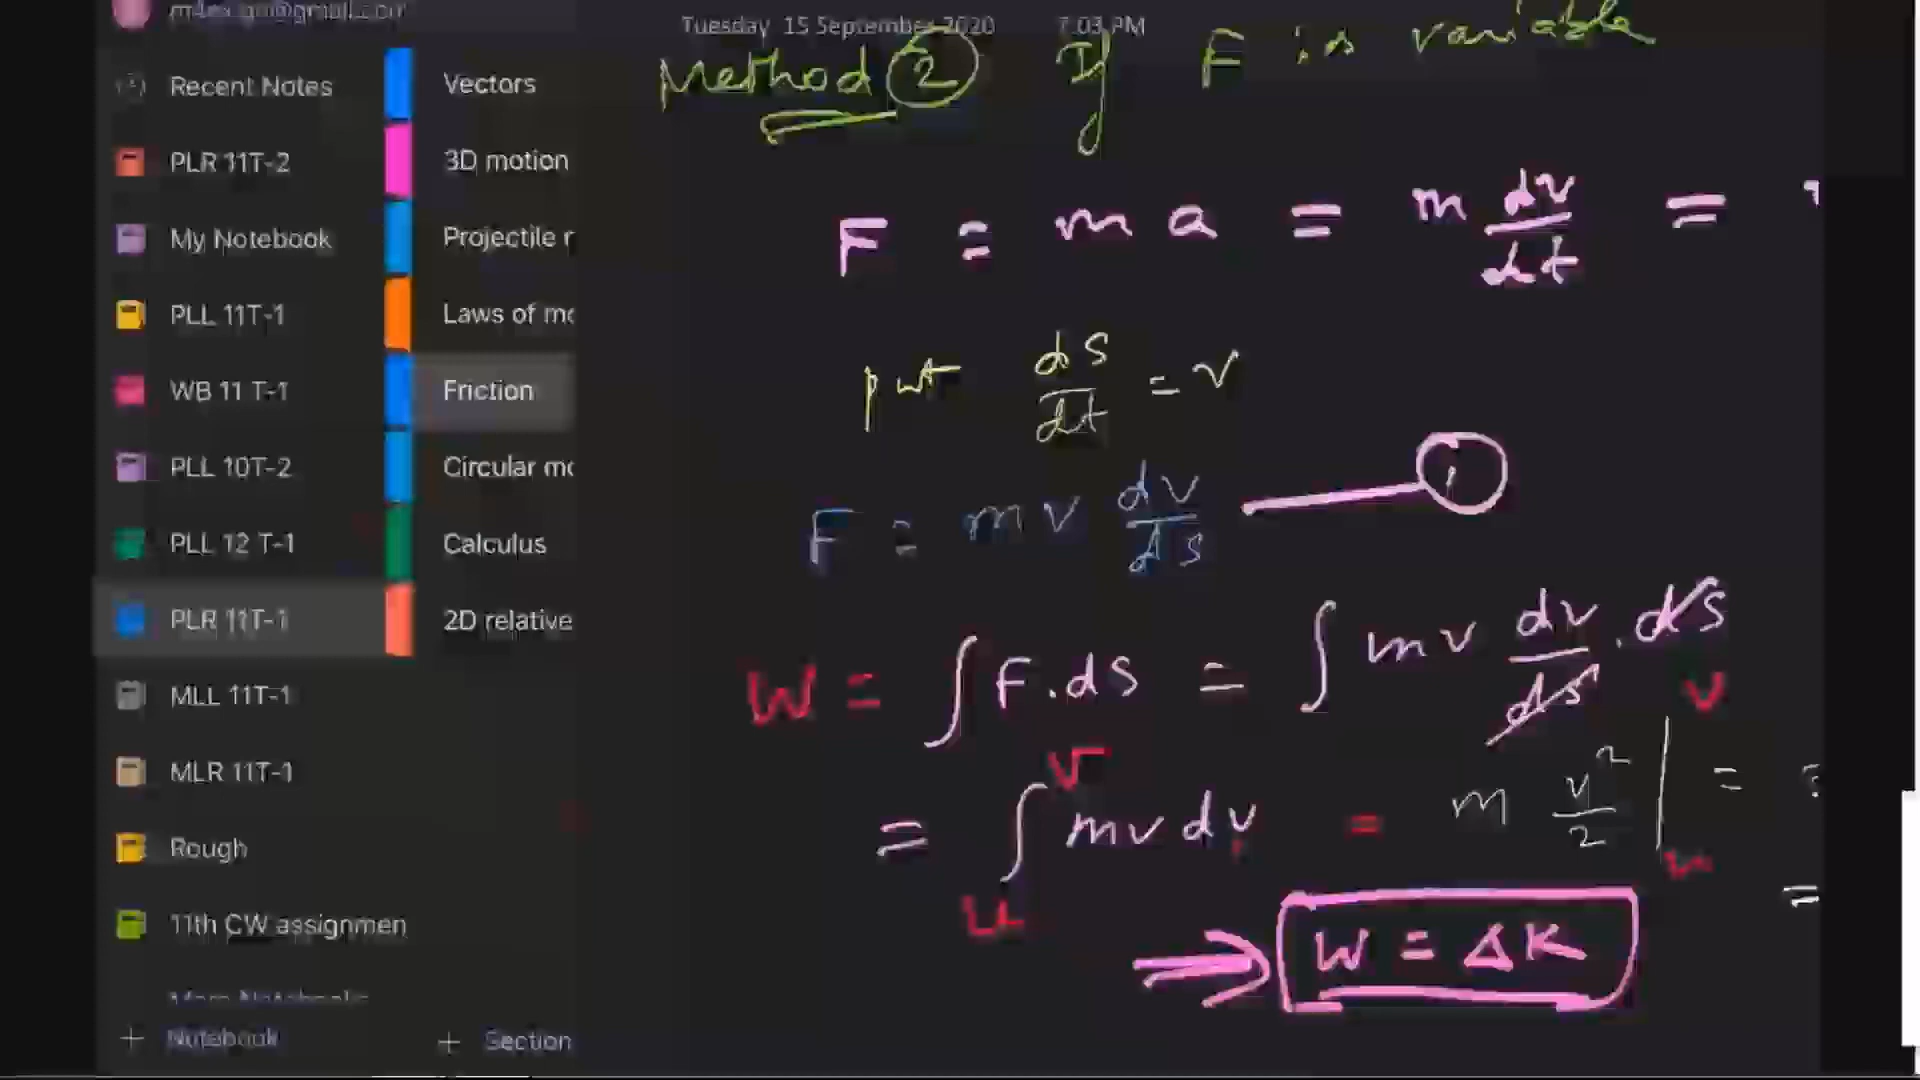 Tuesday 15 September 2020 7:03 PM
Method ② If F is variable
F = ma = m dv/dt =
put ds/dt = v
F = mv dv/ds ①
W = ∫ F.ds = ∫ mv dv/ds . ds
= ∫ᵤᵛ mv dv = m v²/2 |ᵤᵛ =
=
⇒ W = ΔK
Recent Notes
PLR 11T-2
My Notebook
PLL 11T-1
WB 11 T-1
PLL 10T-2
PLL 12 T-1
PLR 11T-1
MLL 11T-1
MLR 11T-1
Rough
11th CW assignmen
+ Notebook
Vectors
3D motion
Projectile r
Laws of mo
Friction
Circular mo
Calculus
2D relative
+ Section